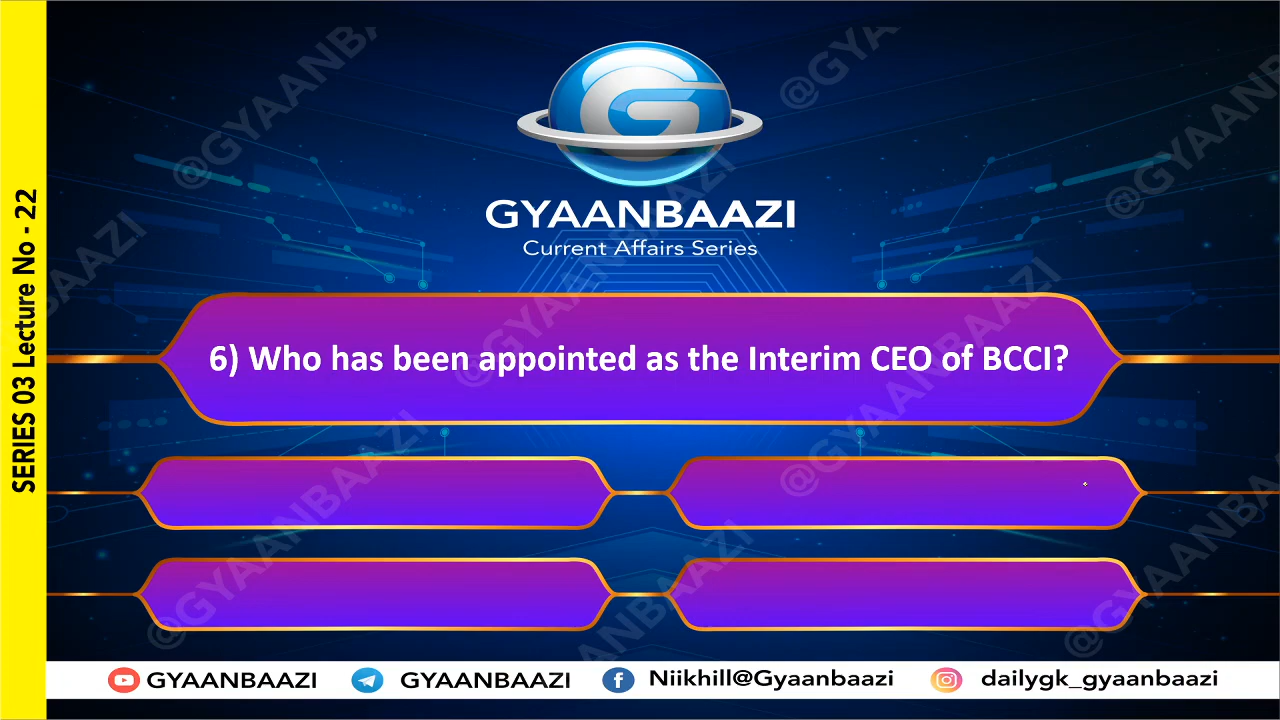 SERIES 03 Lecture No - 22
GYAANBAAZI
Current Affairs Series
6) Who has been appointed as the Interim CEO of BCCI?
GYAANBAAZI
GYAANBAAZI
Niikhill@Gyaanbaazi
dailygk_gyaanbaazi
@GYAANBAAZI